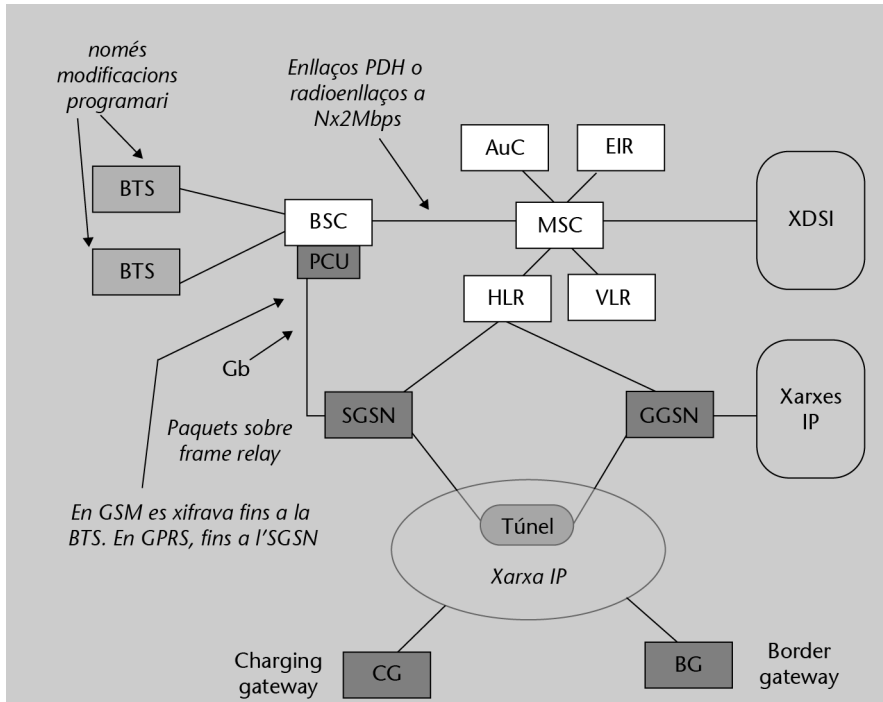 només
modificacions
programari
Enllaços PDH o
radioenllaços a
Nx2Mbps
AuC
EIR
BTS
BSC
MSC
XDSI
BTS
PCU
HLR
VLR
Gb
SGSN
GGSN
Xarxes
IP
Paquets sobre
frame relay
En GSM es xifrava fins a la
BTS. En GPRS, fins a l’SGSN
Túnel
Xarxa IP
Charging
gateway
CG
BG
Border
gateway